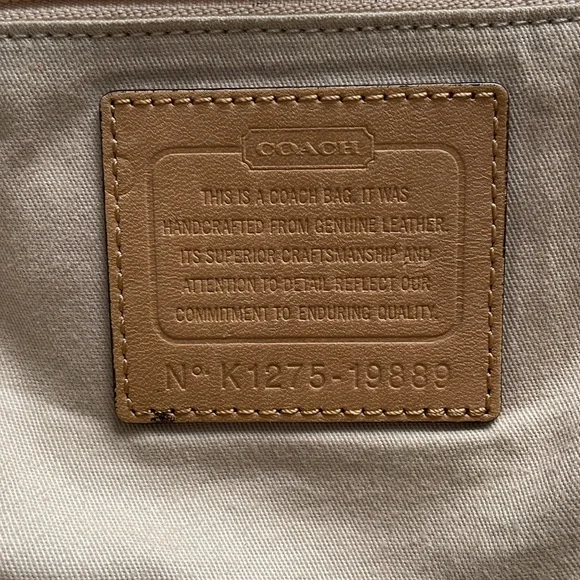 COACH
THIS IS A COACH BAG. IT WAS
HANDCRAFTED FROM GENUINE LEATHER.
ITS SUPERIOR CRAFTSMANSHIP AND
ATTENTION TO DETAIL REFLECT OUR
COMMITMENT TO ENDURING QUALITY.
Nº K1275-19889